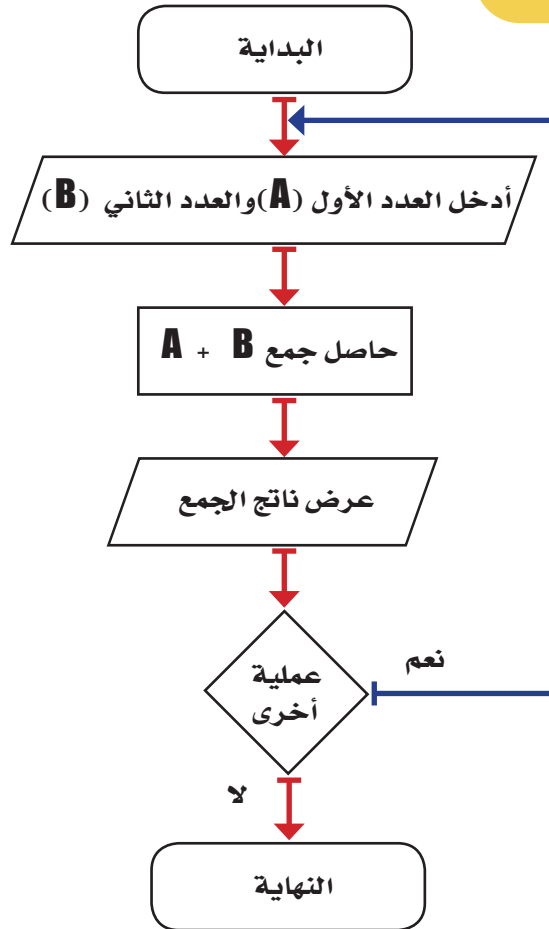 البداية
أدخل العدد الأول (A) والعدد الثاني (B)
حاصل جمع A + B
عرض ناتج الجمع
عملية
أخرى
نعم
لا
النهاية